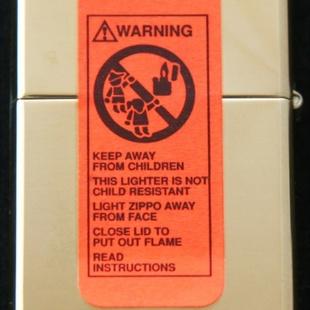 WARNING
KEEP AWAY
FROM CHILDREN
THIS LIGHTER IS NOT
CHILD RESISTANT
LIGHT ZIPPO AWAY
FROM FACE
CLOSE LID TO
PUT OUT FLAME
READ
INSTRUCTIONS